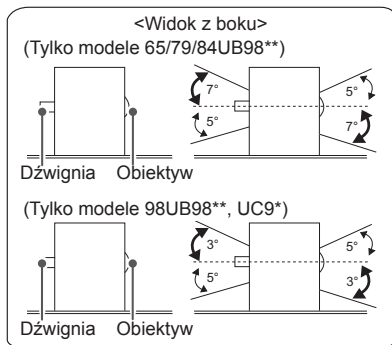 <Widok z boku>
(Tylko modele 65/79/84UB98**)
7° 5°
5° 7°
Dźwignia Obiektyw
(Tylko modele 98UB98**, UC9*)
3° 5°
5° 3°
Dźwignia Obiektyw